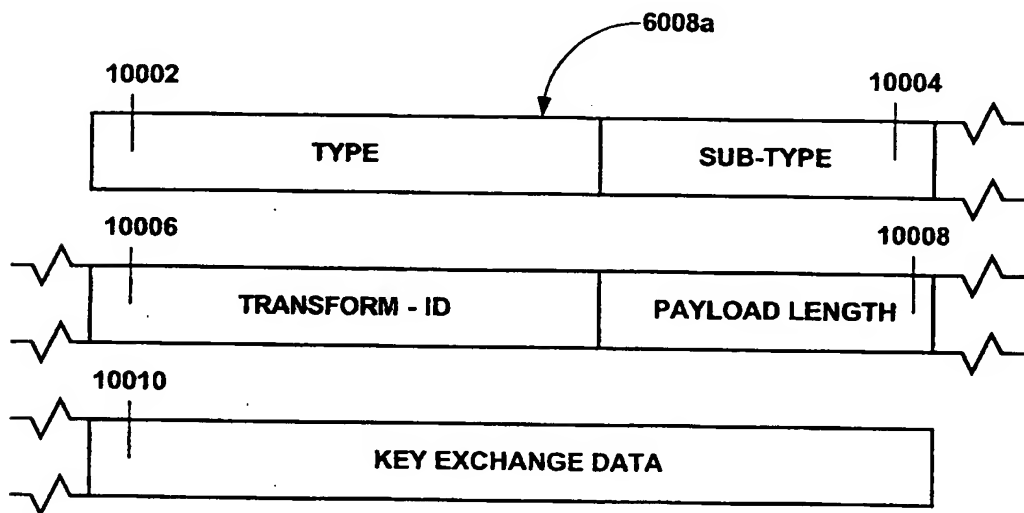 6008a
10002
10004
TYPE
SUB-TYPE
10006
10008
TRANSFORM - ID
PAYLOAD LENGTH
10010
KEY EXCHANGE DATA